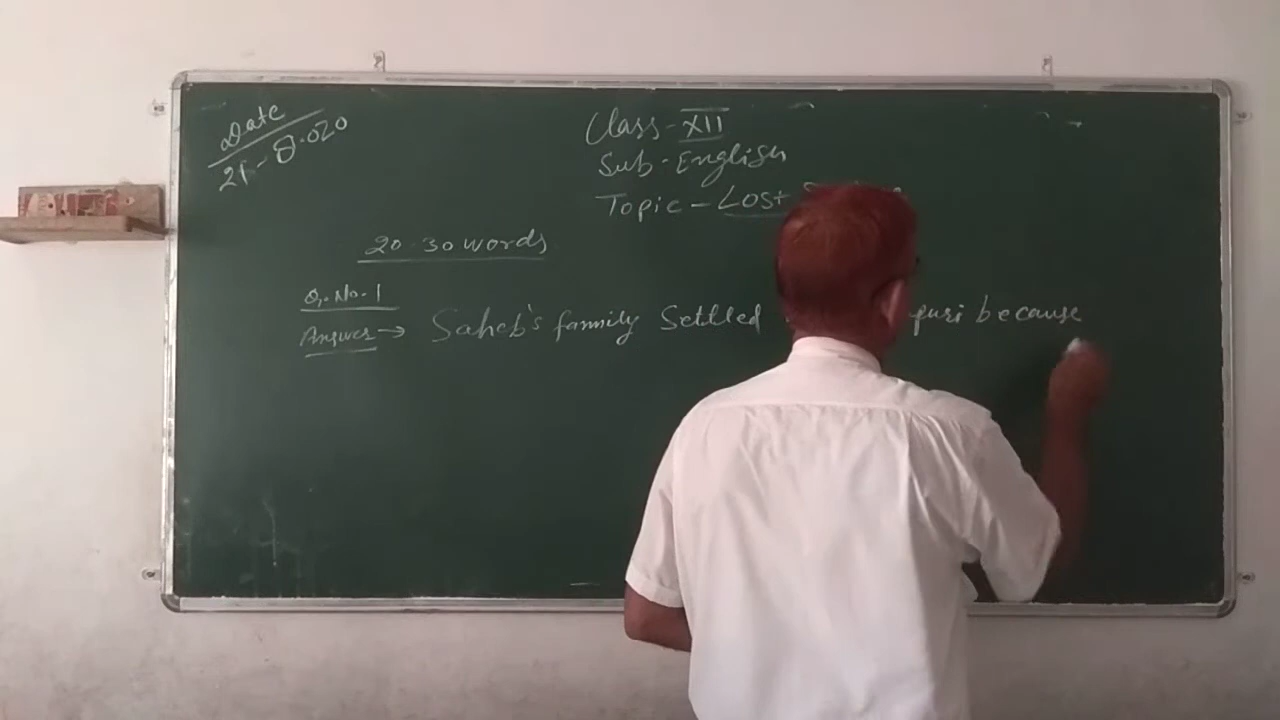 Date
21-8.020
Class-XII
Sub-English
Topic-Lost
20-30 words
Q.No.1
Answer→ Saheb's fammily Settled puri because